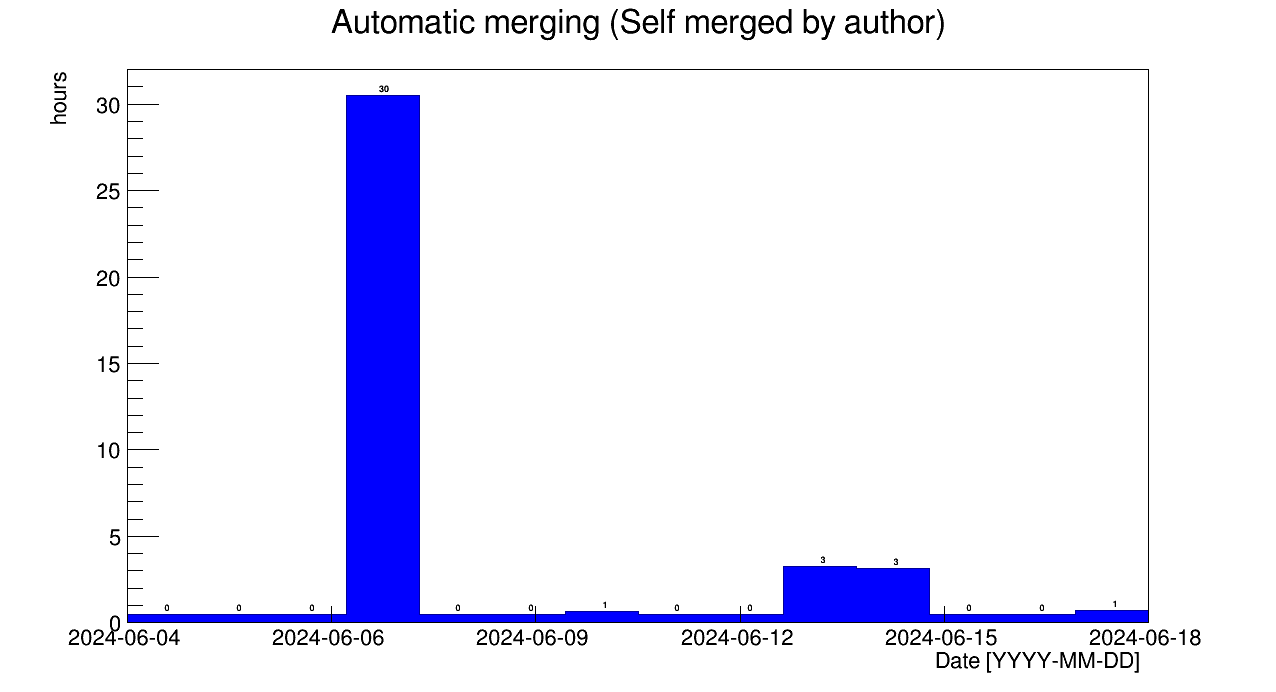 Automatic merging (Self merged by author)
hours
30
25
20
15
10
5
0
0 0 0 30 0 0 1 0 0 3 3 0 0 1
2024-06-04 2024-06-06 2024-06-09 2024-06-12 2024-06-15 2024-06-18
Date [YYYY-MM-DD]